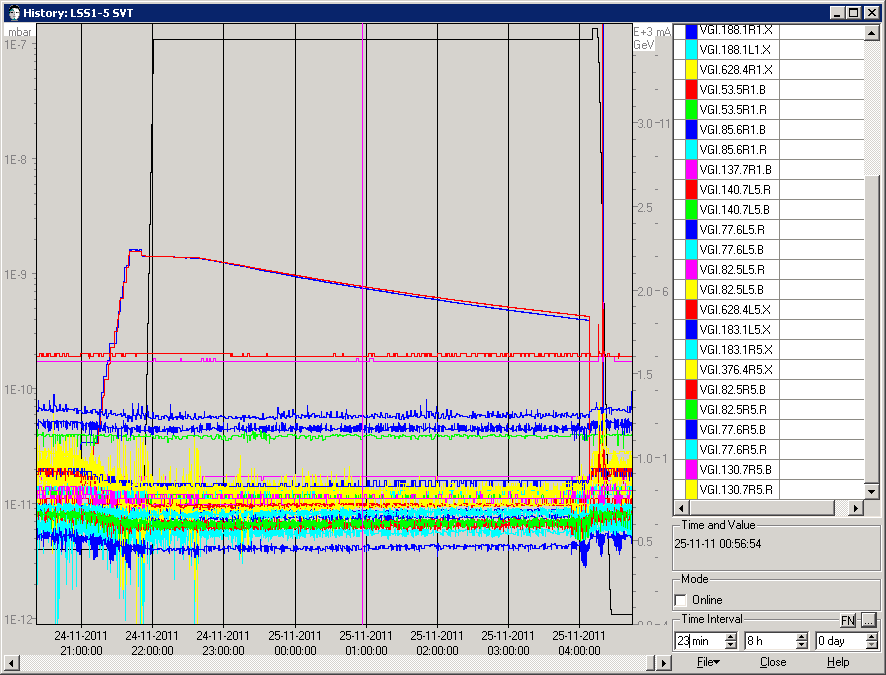 History: LSS1-5 SVT
mbar
1E-7
1E-8
1E-9
1E-10
1E-11
1E-12
E+3 mA
GeV
3.0-11
2.5
2.0-6
1.5
1.0-1
0.5
24-11-2011 24-11-2011 24-11-2011 25-11-2011 25-11-2011 25-11-2011 25-11-2011 25-11-2011
21:00:00 22:00:00 23:00:00 00:00:00 01:00:00 02:00:00 03:00:00 04:00:00
VGI.188.1R1.X
VGI.188.1L1.X
VGI.628.4R1.X
VGI.53.5R1.B
VGI.53.5R1.R
VGI.85.6R1.B
VGI.85.6R1.R
VGI.137.7R1.B
VGI.140.7L5.R
VGI.140.7L5.B
VGI.77.6L5.R
VGI.77.6L5.B
VGI.82.5L5.R
VGI.82.5L5.B
VGI.628.4L5.X
VGI.183.1L5.X
VGI.183.1R5.X
VGI.376.4R5.X
VGI.82.5R5.B
VGI.82.5R5.R
VGI.77.6R5.B
VGI.77.6R5.R
VGI.130.7R5.B
VGI.130.7R5.R
Time and Value
25-11-11 00:56:54
Mode
Online
Time Interval FN ...
23 min 8 h 0 day
File Close Help